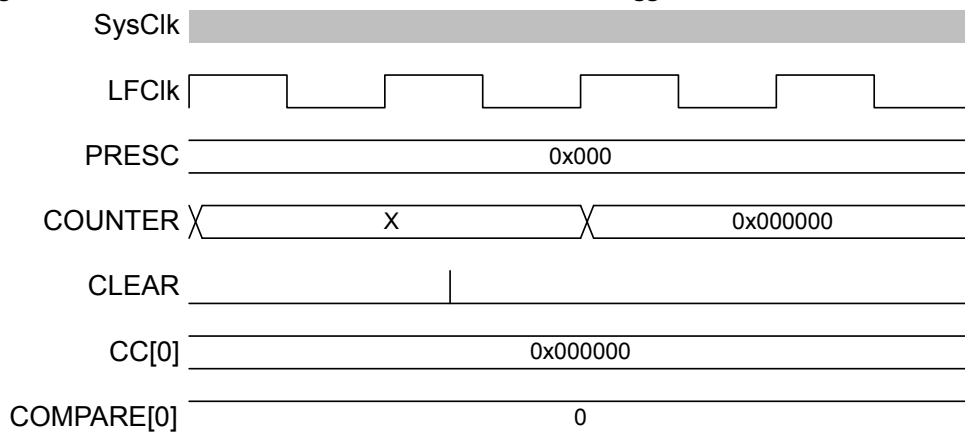 SysClk
LFClk
PRESC 0x000
COUNTER X 0x000000
CLEAR
CC[0] 0x000000
COMPARE[0] 0